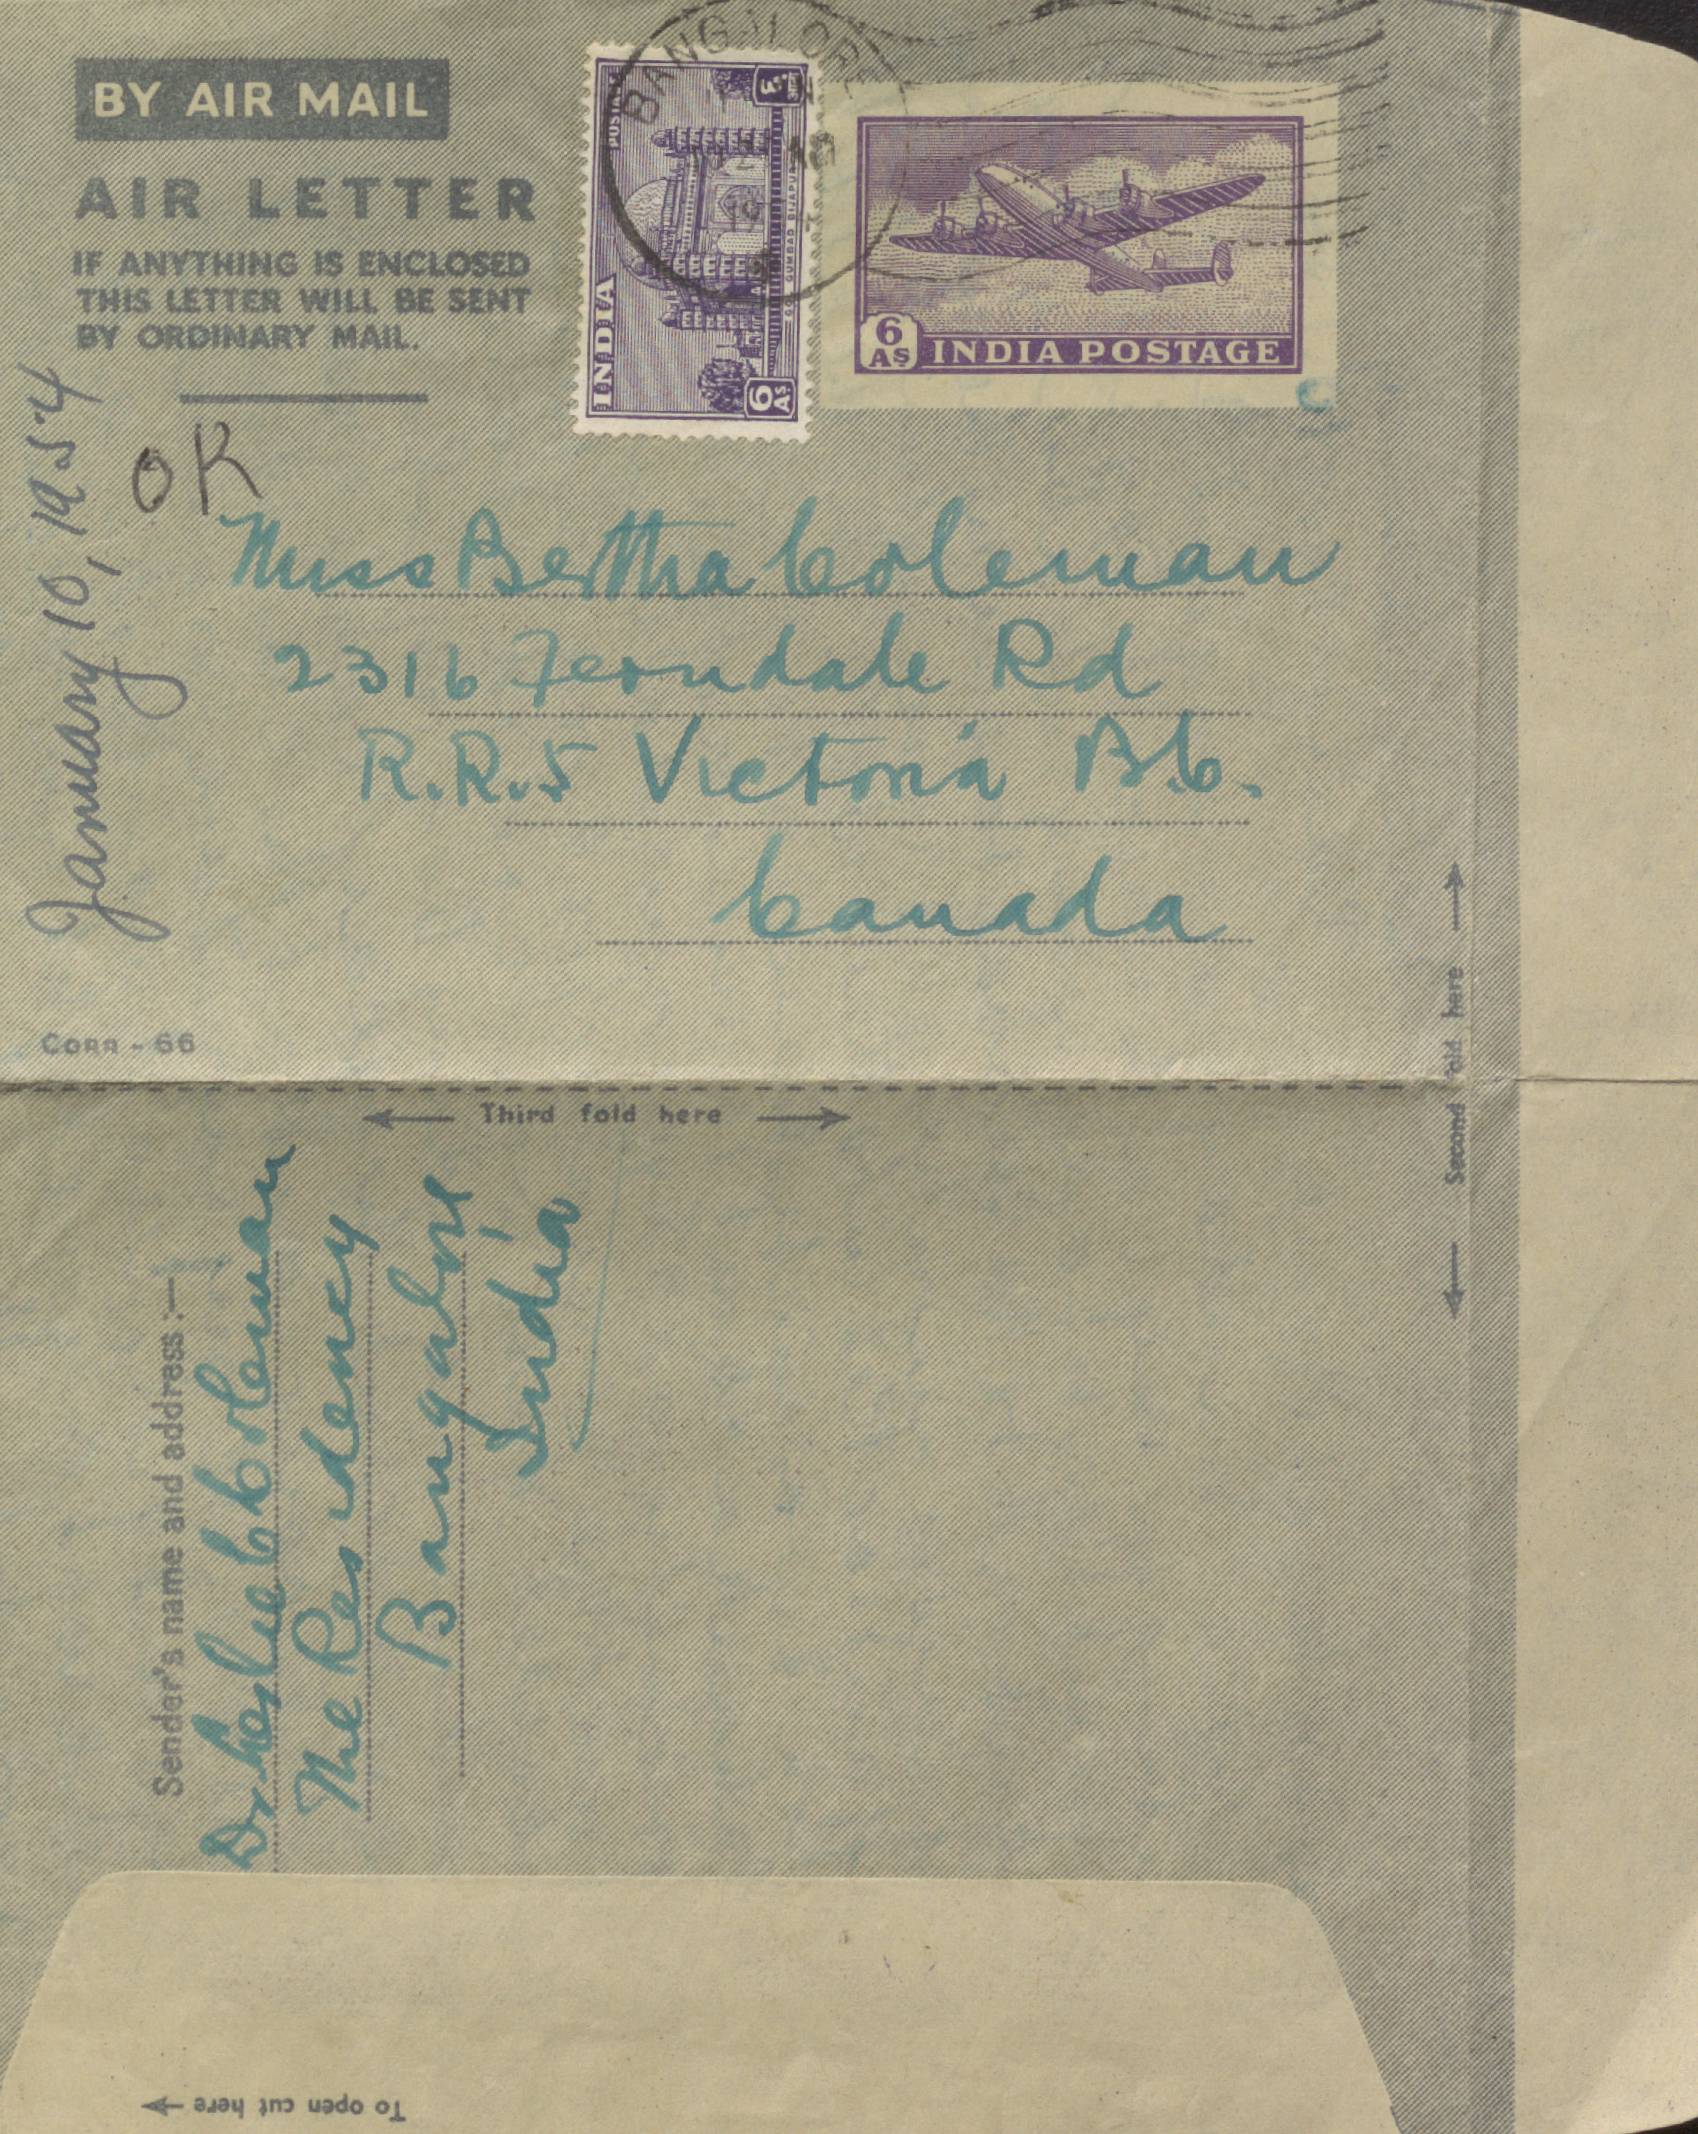 BY AIR MAIL
AIR LETTER
IF ANYTHING IS ENCLOSED
THIS LETTER WILL BE SENT
BY ORDINARY MAIL.
BANGALORE
POSTAGE
INDIA
GOL GUMBAD BIJAPUR
6 As
6 As INDIA POSTAGE
January 10, 1954
OK
Miss Bertha Coleman
2316 Ferndale Rd
R.R.5 Victoria B.C.
Canada
CORR - 66
Second fold here
Third fold here
Sender's name and address:—
Dr Leslie C Coleman
The Residency
Bangalore
India
To open cut here